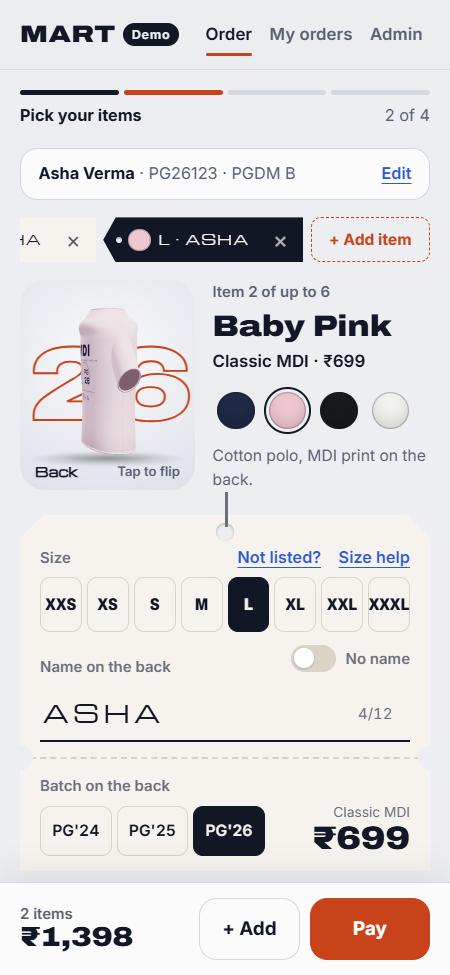 MART Demo Order My orders Admin
Pick your items 2 of 4
Asha Verma · PG26123 · PGDM B Edit
HA × L · ASHA × + Add item
Item 2 of up to 6
Baby Pink
Classic MDI · ₹699
26
Back Tap to flip
Cotton polo, MDI print on the
back.
Size Not listed? Size help
XXS XS S M L XL XXL XXXL
Name on the back No name
ASHA 4/12
Batch on the back
PG'24 PG'25 PG'26
Classic MDI
₹699
2 items
₹1,398
+ Add Pay